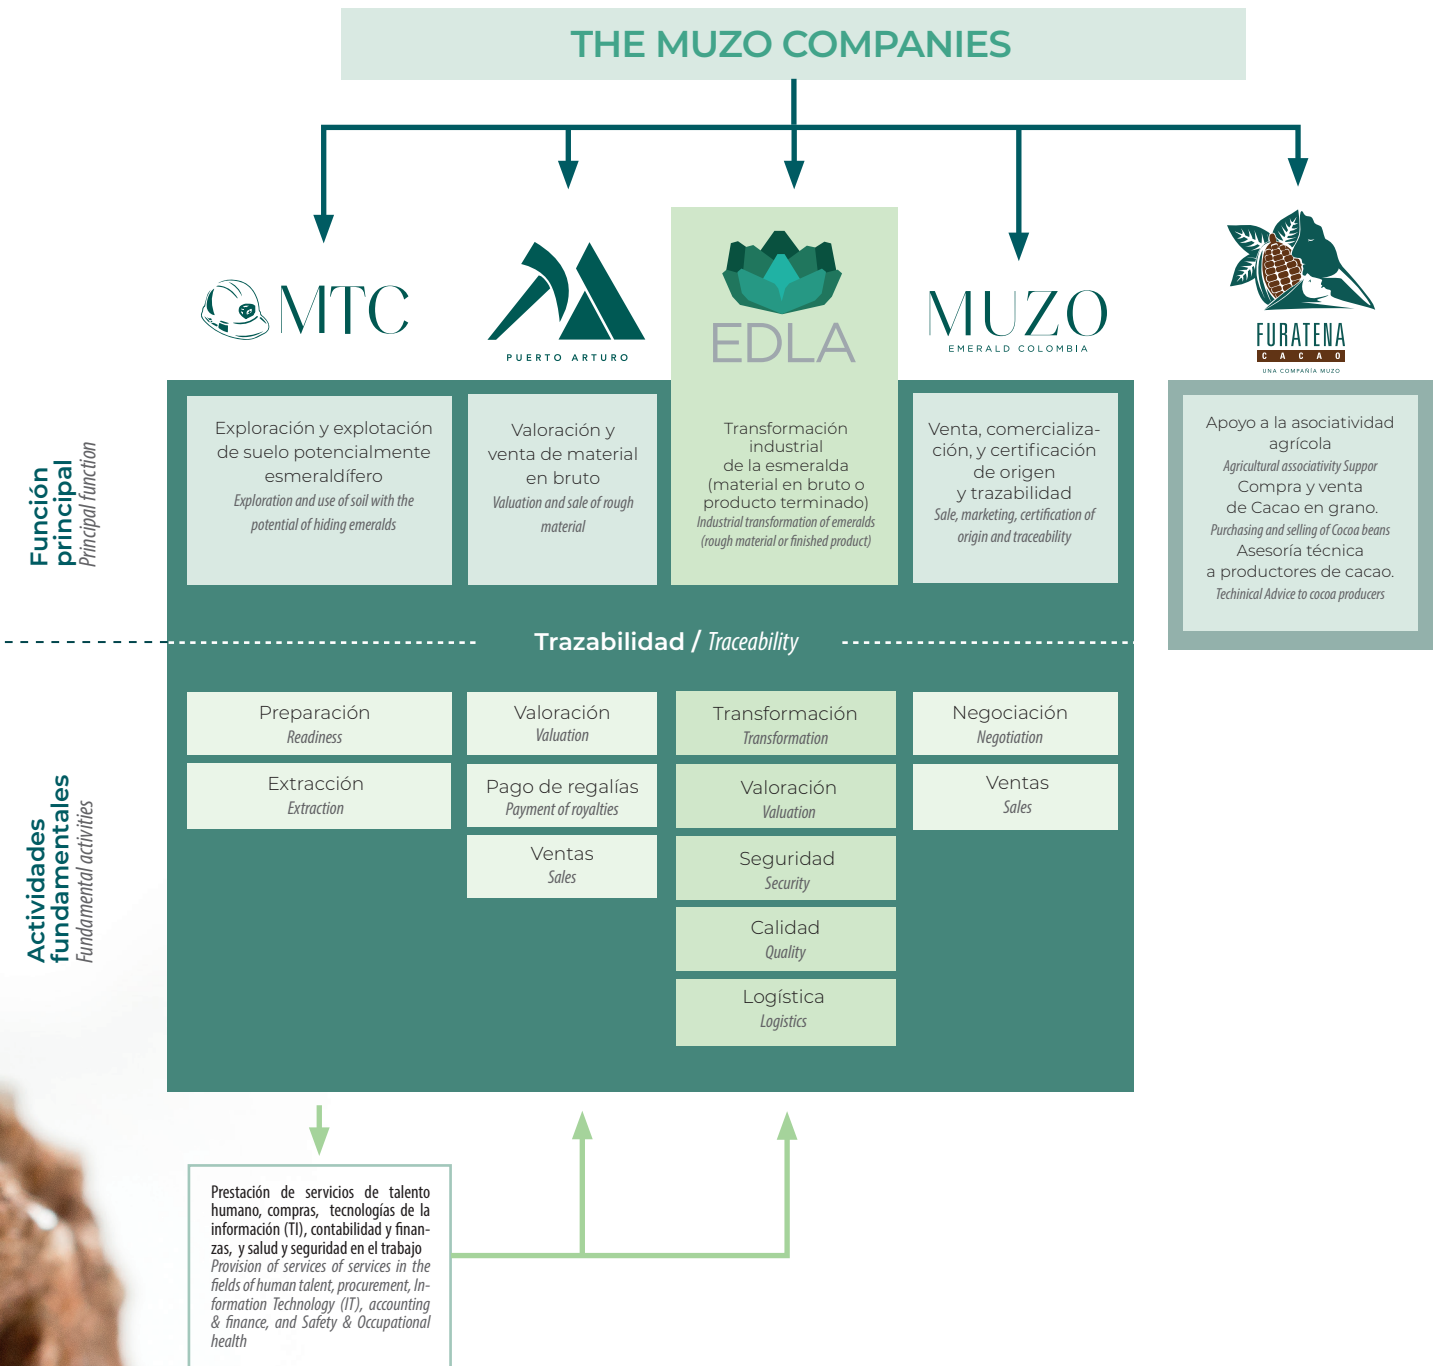 THE MUZO COMPANIES
MTC
PUERTO ARTURO
EDLA
MUZO
EMERALD COLOMBIA
FURATENA
CACAO
UNA COMPAÑÍA MUZO
Función
principal
Principal function
Exploración y explotación
de suelo potencialmente
esmeraldífero
Exploration and use of soil with the
potential of hiding emeralds
Valoración y
venta de material
en bruto
Valuation and sale of rough
material
Transformación
industrial
de la esmeralda
(material en bruto o
producto terminado)
Industrial transformation of emeralds
(rough material or finished product)
Venta, comercializa-
ción, y certificación
de origen
y trazabilidad
Sale, marketing, certification of
origin and traceability
Apoyo a la asociatividad
agrícola
Agricultural associativity Suppor
Compra y venta
de Cacao en grano.
Purchasing and selling of Cocoa beans
Asesoría técnica
a productores de cacao.
Techinical Advice to cocoa producers
Trazabilidad / Traceability
Actividades
fundamentales
Fundamental activities
Preparación
Readiness
Extracción
Extraction
Valoración
Valuation
Pago de regalías
Payment of royalties
Ventas
Sales
Transformación
Transformation
Valoración
Valuation
Seguridad
Security
Calidad
Quality
Logística
Logistics
Negociación
Negotiation
Ventas
Sales
Prestación de servicios de talento
humano, compras, tecnologías de la
información (TI), contabilidad y finan-
zas, y salud y seguridad en el trabajo
Provision of services of services in the
fields of human talent, procurement, In-
formation Technology (IT), accounting
& finance, and Safety & Occupational
health